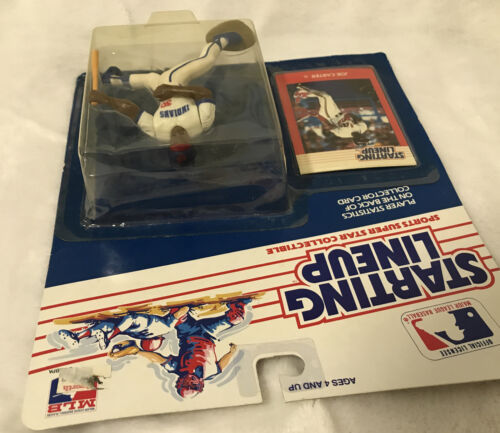 AGES 4 AND UP
OFFICIAL LICENSEE
MAJOR LEAGUE BASEBALL
STARTING
LINEUP
SPORTS SUPER STAR COLLECTIBLE
MLB
PLAYER STATISTICS
ON THE BACK OF
COLLECTOR CARD
STARTING
LINEUP
JOE CARTER
INDIANS